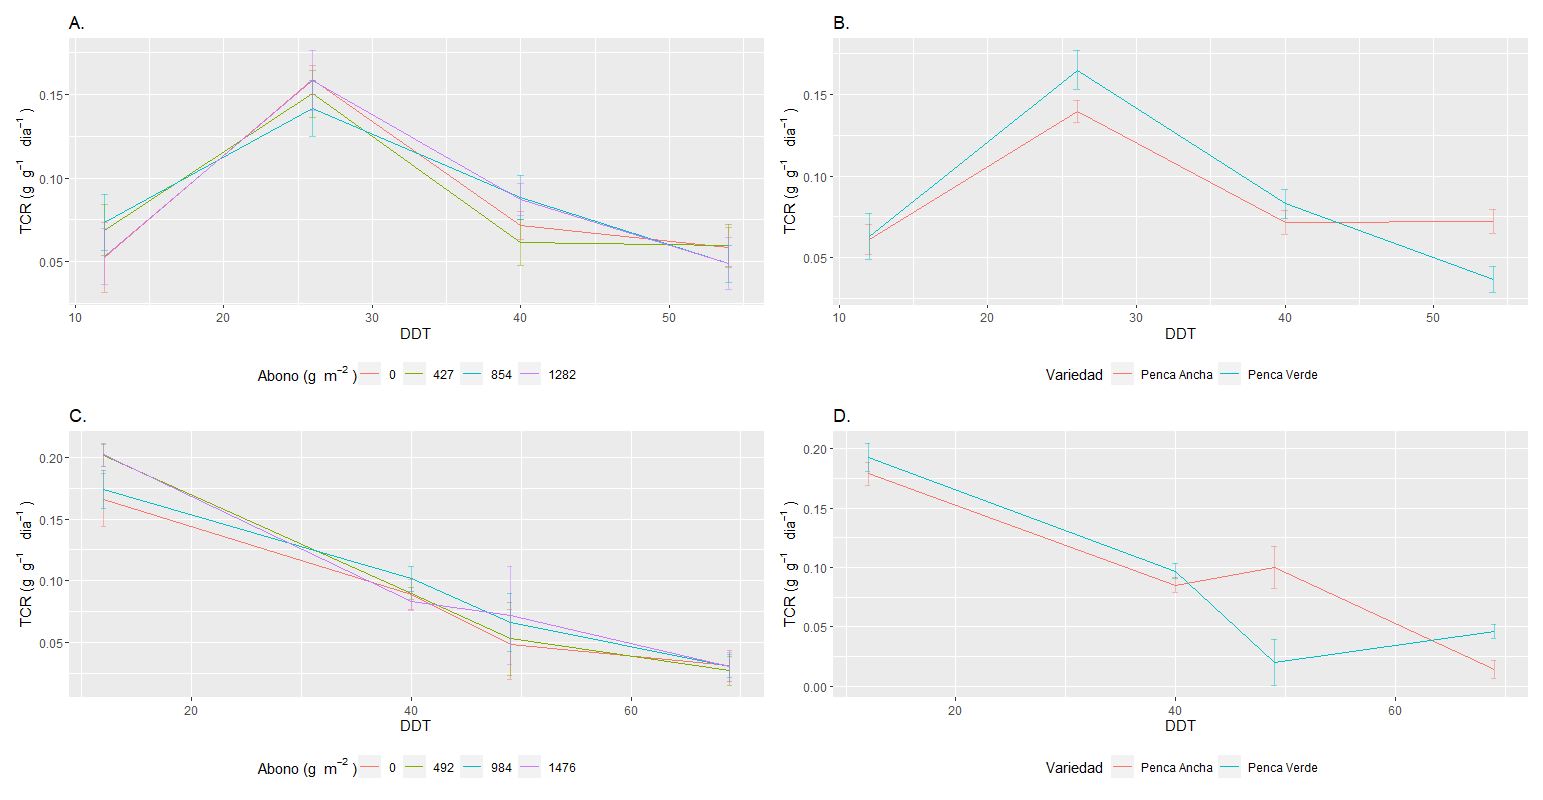 A.
TCR (g g⁻¹ dia⁻¹ )
0.15
0.10
0.05
10 20 30 40 50
DDT
Abono (g m⁻² ) 0 427 854 1282
B.
TCR (g g⁻¹ dia⁻¹ )
0.15
0.10
0.05
10 20 30 40 50
DDT
Variedad Penca Ancha Penca Verde
C.
TCR (g g⁻¹ dia⁻¹ )
0.20
0.15
0.10
0.05
20 40 60
DDT
Abono (g m⁻² ) 0 492 984 1476
D.
TCR (g g⁻¹ dia⁻¹ )
0.20
0.15
0.10
0.05
0.00
20 40 60
DDT
Variedad Penca Ancha Penca Verde